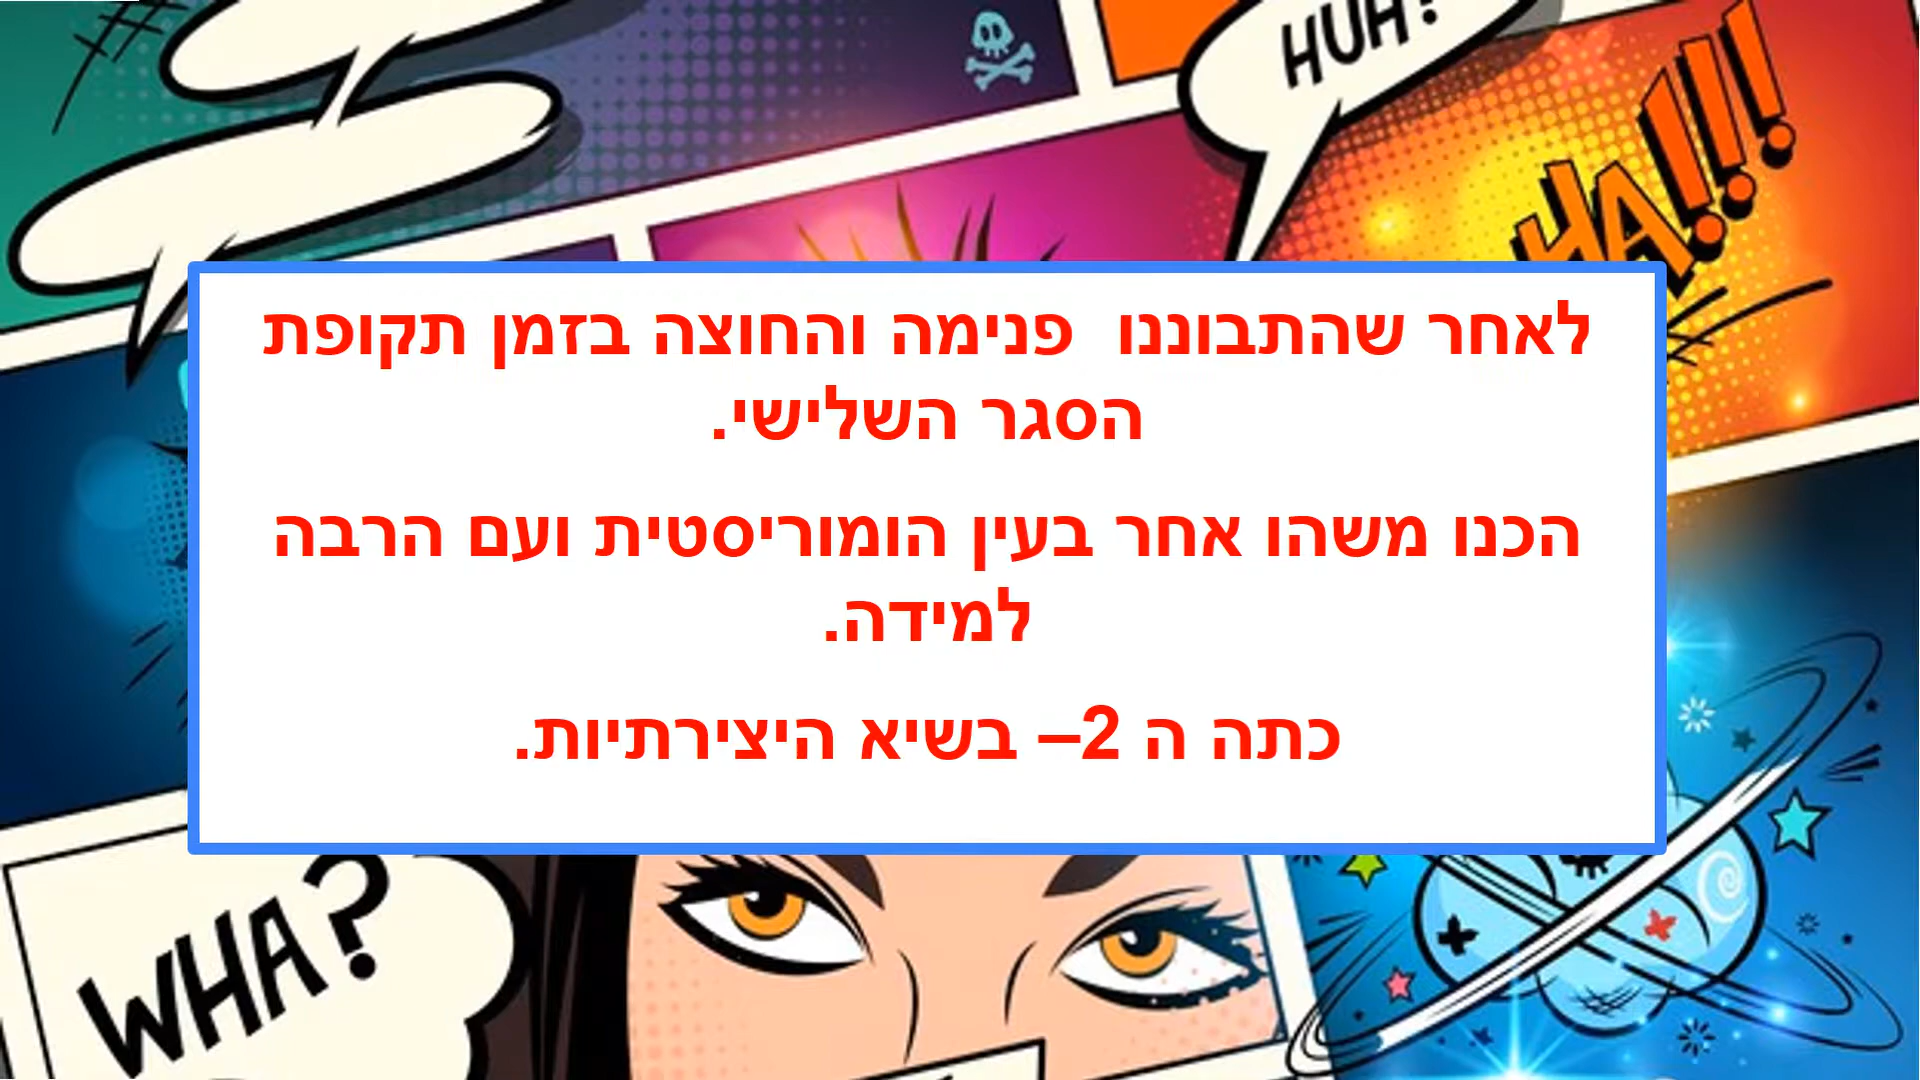 HUH?
HA!!!
לאחר שהתבוננו  פנימה והחוצה בזמן תקופת
הסגר השלישי.
הכנו משהו אחר בעין הומוריסטית ועם הרבה
למידה.
כתה ה 2– בשיא היצירתיות.
WHA?